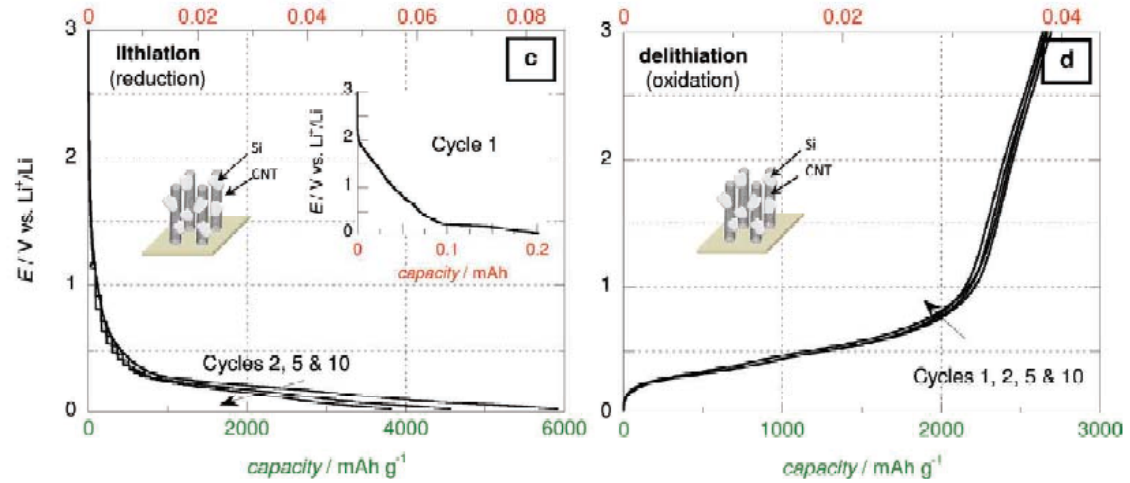 0 0.02 0.04 0.06 0.08
3
lithiation
(reduction)
c
2
1
0
E / V vs. Li⁺/Li
Si
CNT
3
2
1
0
E / V vs. Li⁺/Li
Cycle 1
0 0.1 0.2
capacity / mAh
Cycles 2, 5 & 10
0 2000 4000 6000
capacity / mAh g⁻¹
0 0.02 0.04
3
delithiation
(oxidation)
d
2
1
0
Si
CNT
Cycles 1, 2, 5 & 10
0 1000 2000 3000
capacity / mAh g⁻¹